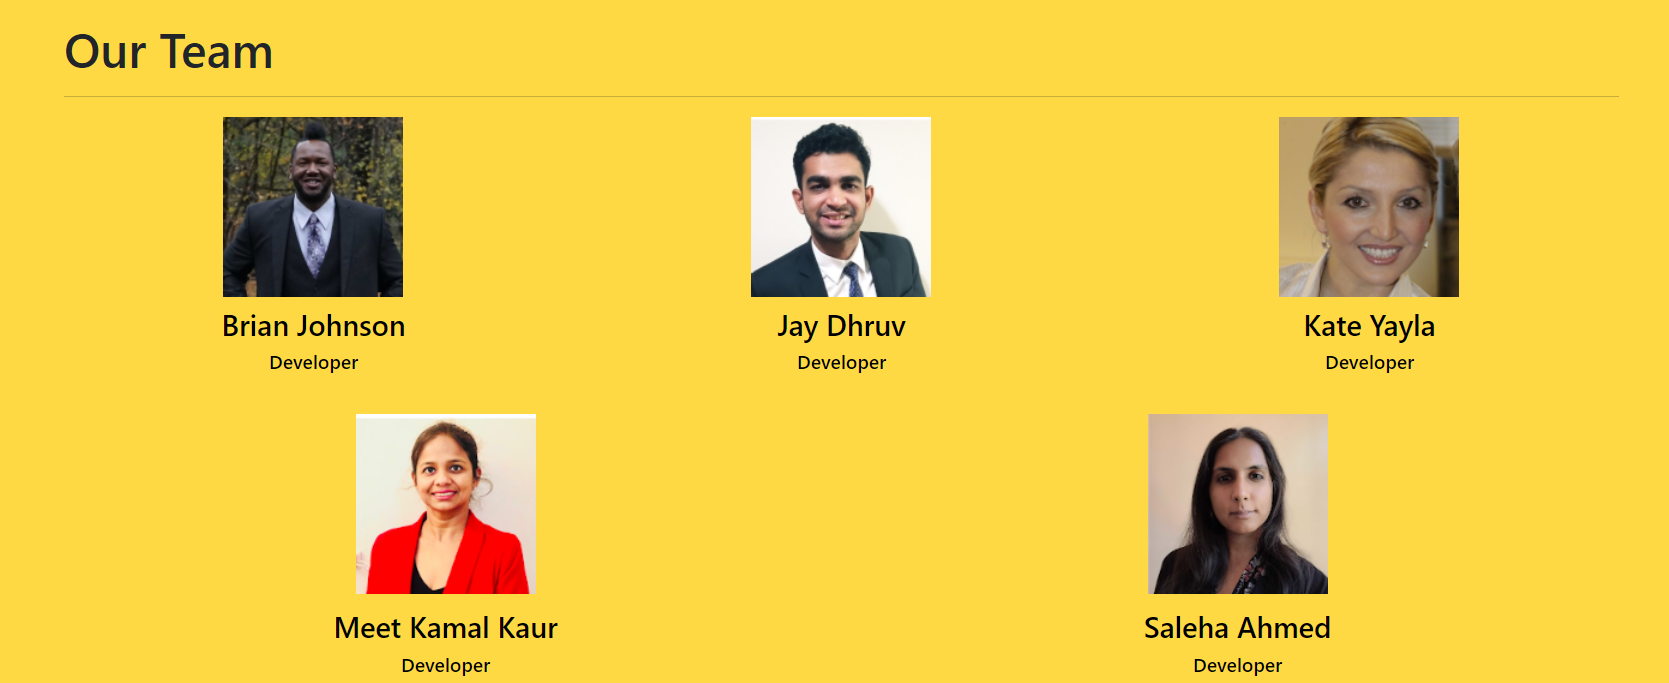 Our Team
Brian Johnson
Developer
Jay Dhruv
Developer
Kate Yayla
Developer
Meet Kamal Kaur
Developer
Saleha Ahmed
Developer